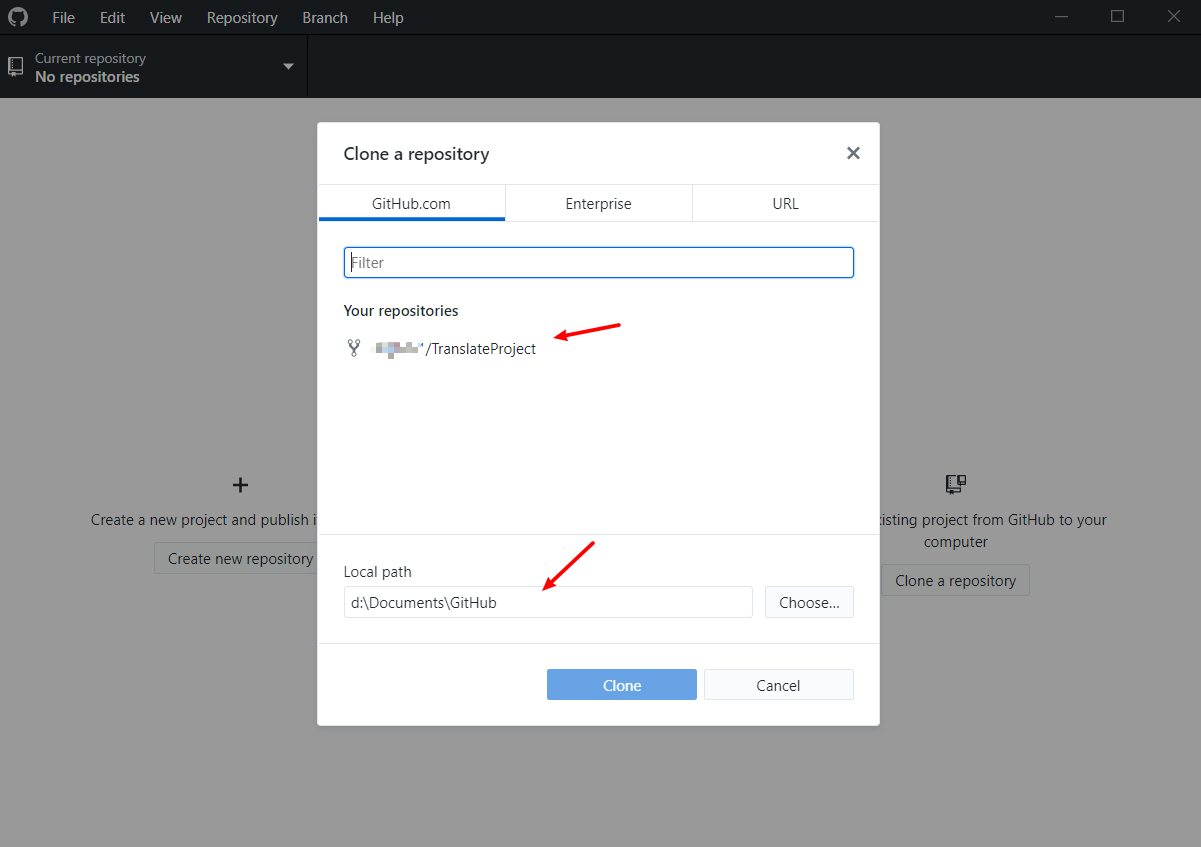 File Edit View Repository Branch Help
Current repository
No repositories
Clone a repository
GitHub.com Enterprise URL
Filter
Your repositories
/TranslateProject
Create a new project and publish i
Create new repository
isting project from GitHub to your
computer
Clone a repository
Local path
d:\Documents\GitHub
Choose...
Clone
Cancel